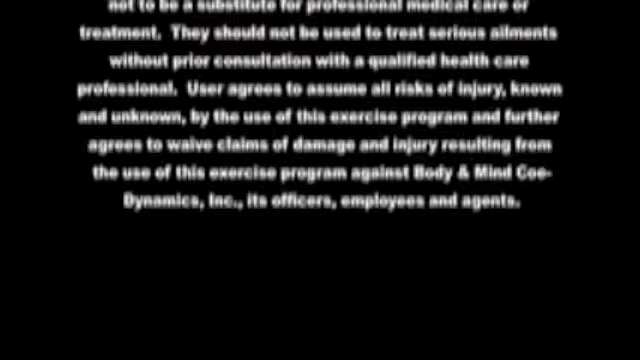 not to be a substitute for professional medical care or
treatment. They should not be used to treat serious ailments
without prior consultation with a qualified health care
professional. User agrees to assume all risks of injury, known
and unknown, by the use of this exercise program and further
agrees to waive claims of damage and injury resulting from
the use of this exercise program against Body & Mind Coe-
Dynamics, Inc., its officers, employees and agents.